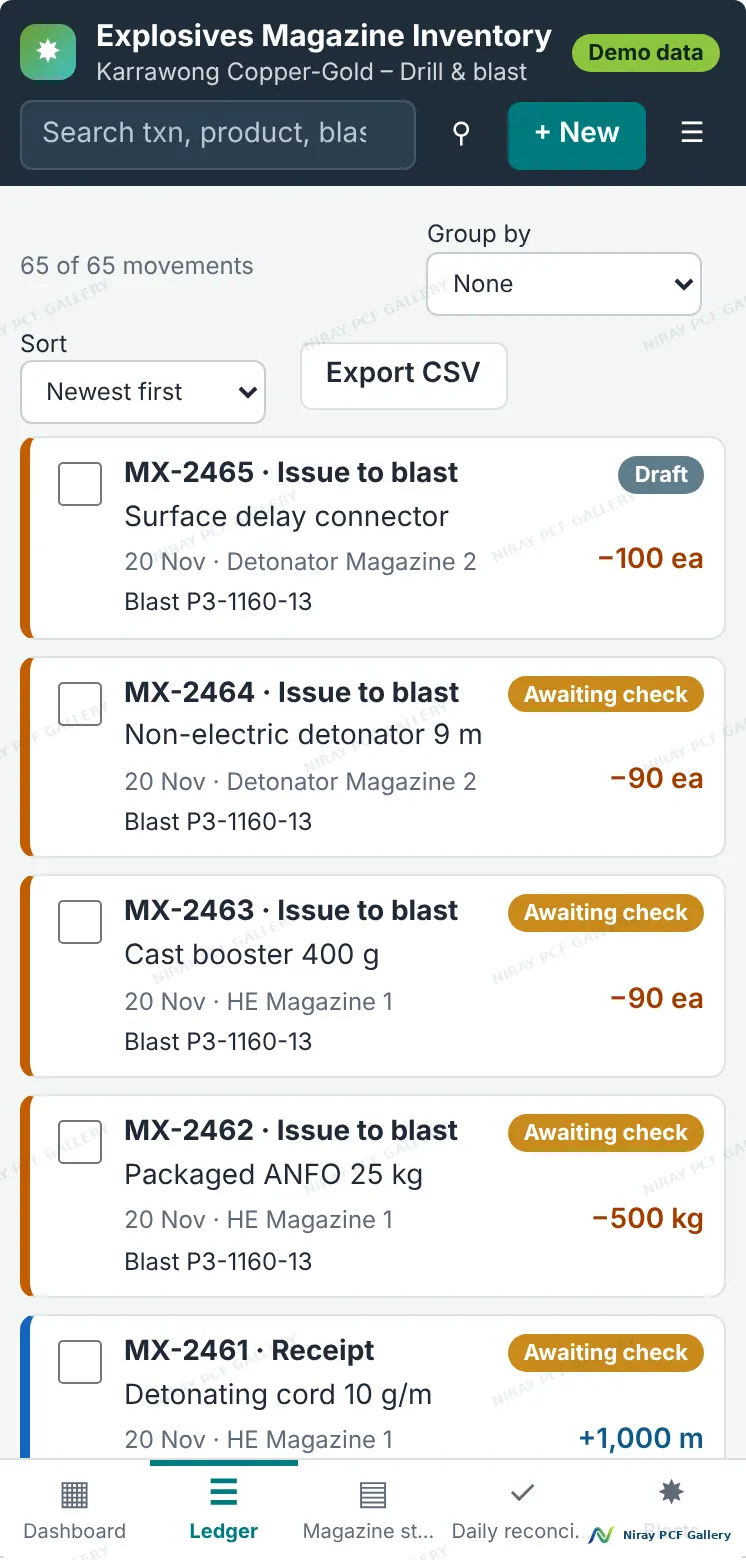 Explosives Magazine Inventory
Karrawong Copper-Gold – Drill & blast
Demo data
Search txn, product, blas
+ New
65 of 65 movements
Group by
None
Sort
Newest first
Export CSV
MX-2465 · Issue to blast
Draft
Surface delay connector
20 Nov · Detonator Magazine 2
−100 ea
Blast P3-1160-13
MX-2464 · Issue to blast
Awaiting check
Non-electric detonator 9 m
20 Nov · Detonator Magazine 2
−90 ea
Blast P3-1160-13
MX-2463 · Issue to blast
Awaiting check
Cast booster 400 g
20 Nov · HE Magazine 1
−90 ea
Blast P3-1160-13
MX-2462 · Issue to blast
Awaiting check
Packaged ANFO 25 kg
20 Nov · HE Magazine 1
−500 kg
Blast P3-1160-13
MX-2461 · Receipt
Awaiting check
Detonating cord 10 g/m
20 Nov · HE Magazine 1
+1,000 m
Dashboard
Ledger
Magazine st...
Daily reconci...
Blasts
Niray PCF Gallery
NIRAY PCF GALLERY